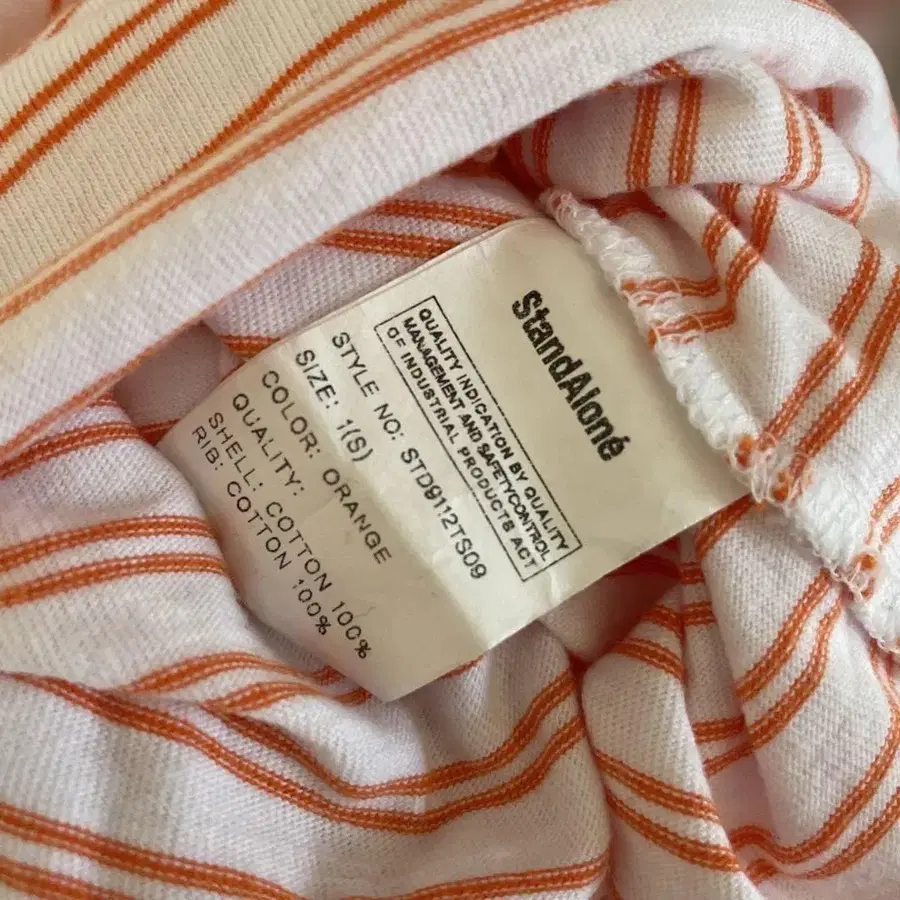 StandAloné
QUALITY INDICATION BY QUALITY
MANAGEMENT AND SAFETYCONTROL
OF INDUSTRIAL PRODUCTS ACT
STYLE NO: STD9112TS09
SIZE: 1(S)
COLOR: ORANGE
QUALITY:
SHELL: COTTON 100%
RIB: COTTON 100%